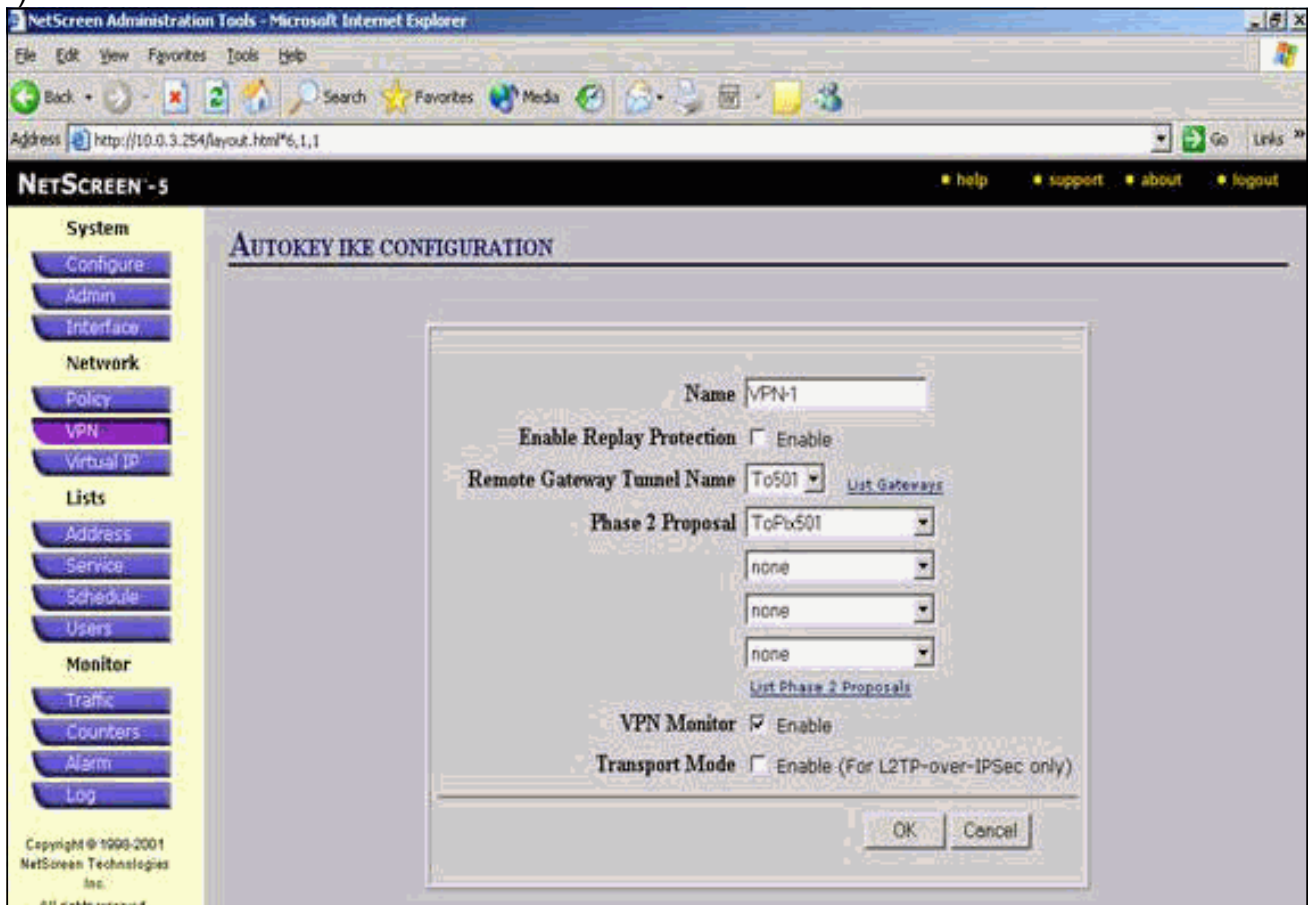 NetScreen Administration Tools - Microsoft Internet Explorer
File Edit View Favorites Tools Help
Back Search Favorites Media
Address http://10.0.3.254/layout.html*6,1,1 Go Links »
NETSCREEN-5 help support about logout
System
Configure
Admin
Interface
Network
Policy
VPN
Virtual IP
Lists
Address
Service
Schedule
Users
Monitor
Traffic
Counters
Alarm
Log
Copyright © 1998-2001
NetScreen Technologies
Inc.
All rights reserved
AUTOKEY IKE CONFIGURATION
Name VPN-1
Enable Replay Protection Enable
Remote Gateway Tunnel Name To501 List Gateways
Phase 2 Proposal ToPix501
none
none
none
List Phase 2 Proposals
VPN Monitor Enable
Transport Mode Enable (For L2TP-over-IPSec only)
OK Cancel